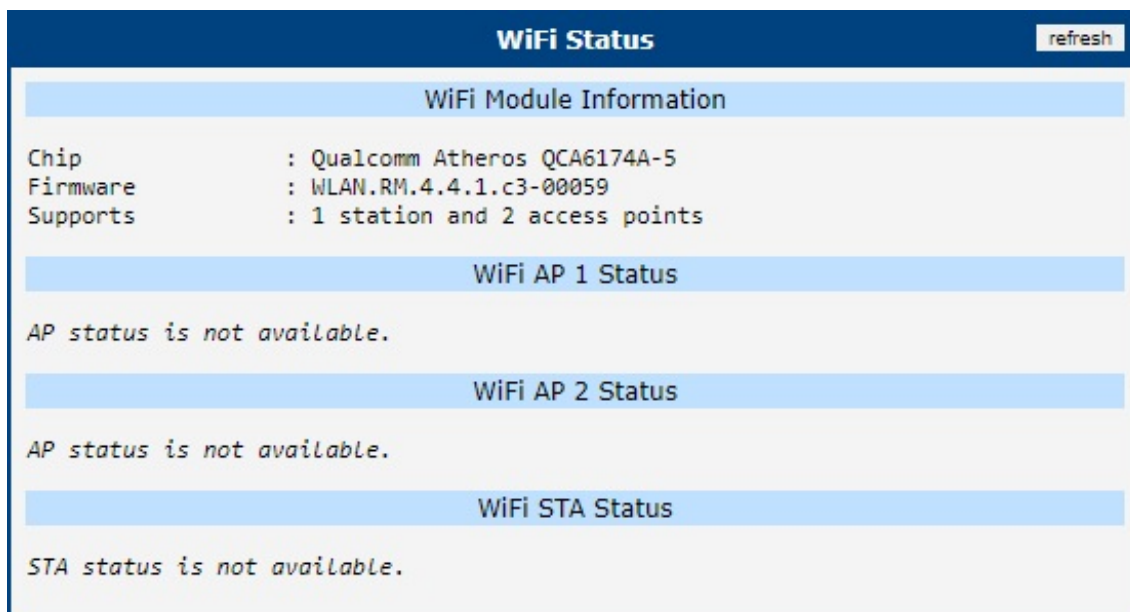 WiFi Status
refresh
WiFi Module Information
Chip : Qualcomm Atheros QCA6174A-5
Firmware : WLAN.RM.4.4.1.c3-00059
Supports : 1 station and 2 access points
WiFi AP 1 Status
AP status is not available.
WiFi AP 2 Status
AP status is not available.
WiFi STA Status
STA status is not available.